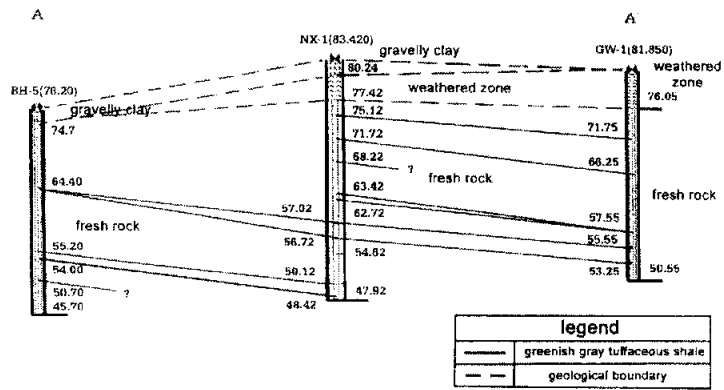 A A'
NX-1(83.420)
gravelly clay
GW-1(81.850)
80.24
weathered zone
BH-5(78.20)
77.42
weathered zone
76.05
gravelly clay
75.12
74.7
71.72
71.75
68.22 ?
66.25
64.40
63.42
fresh rock
62.72
fresh rock
57.02
57.55
fresh rock
56.72
55.55
55.20
54.82
54.00
50.12
53.25
50.55
50.70 ?
48.42
47.92
45.70
legend
greenish gray tuffaceous shale
geological boundary